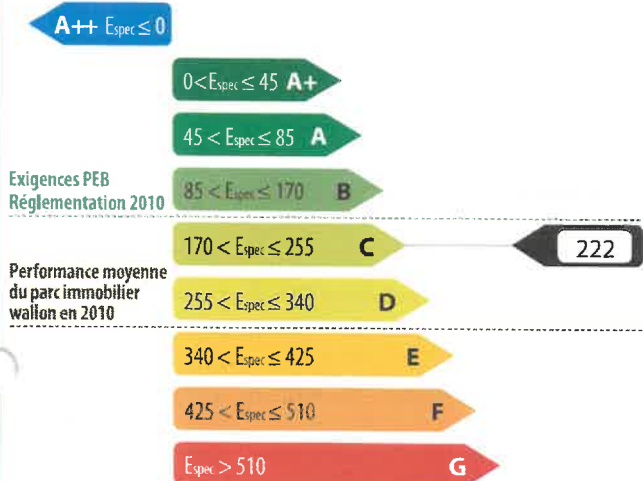 A++ Espec ≤ 0
0 < Espec ≤ 45 A+
45 < Espec ≤ 85 A
Exigences PEB
Réglementation 2010
85 < Espec ≤ 170 B
170 < Espec ≤ 255 C
222
Performance moyenne
du parc immobilier
wallon en 2010
255 < Espec ≤ 340 D
340 < Espec ≤ 425 E
425 < Espec ≤ 510 F
Espec > 510 G